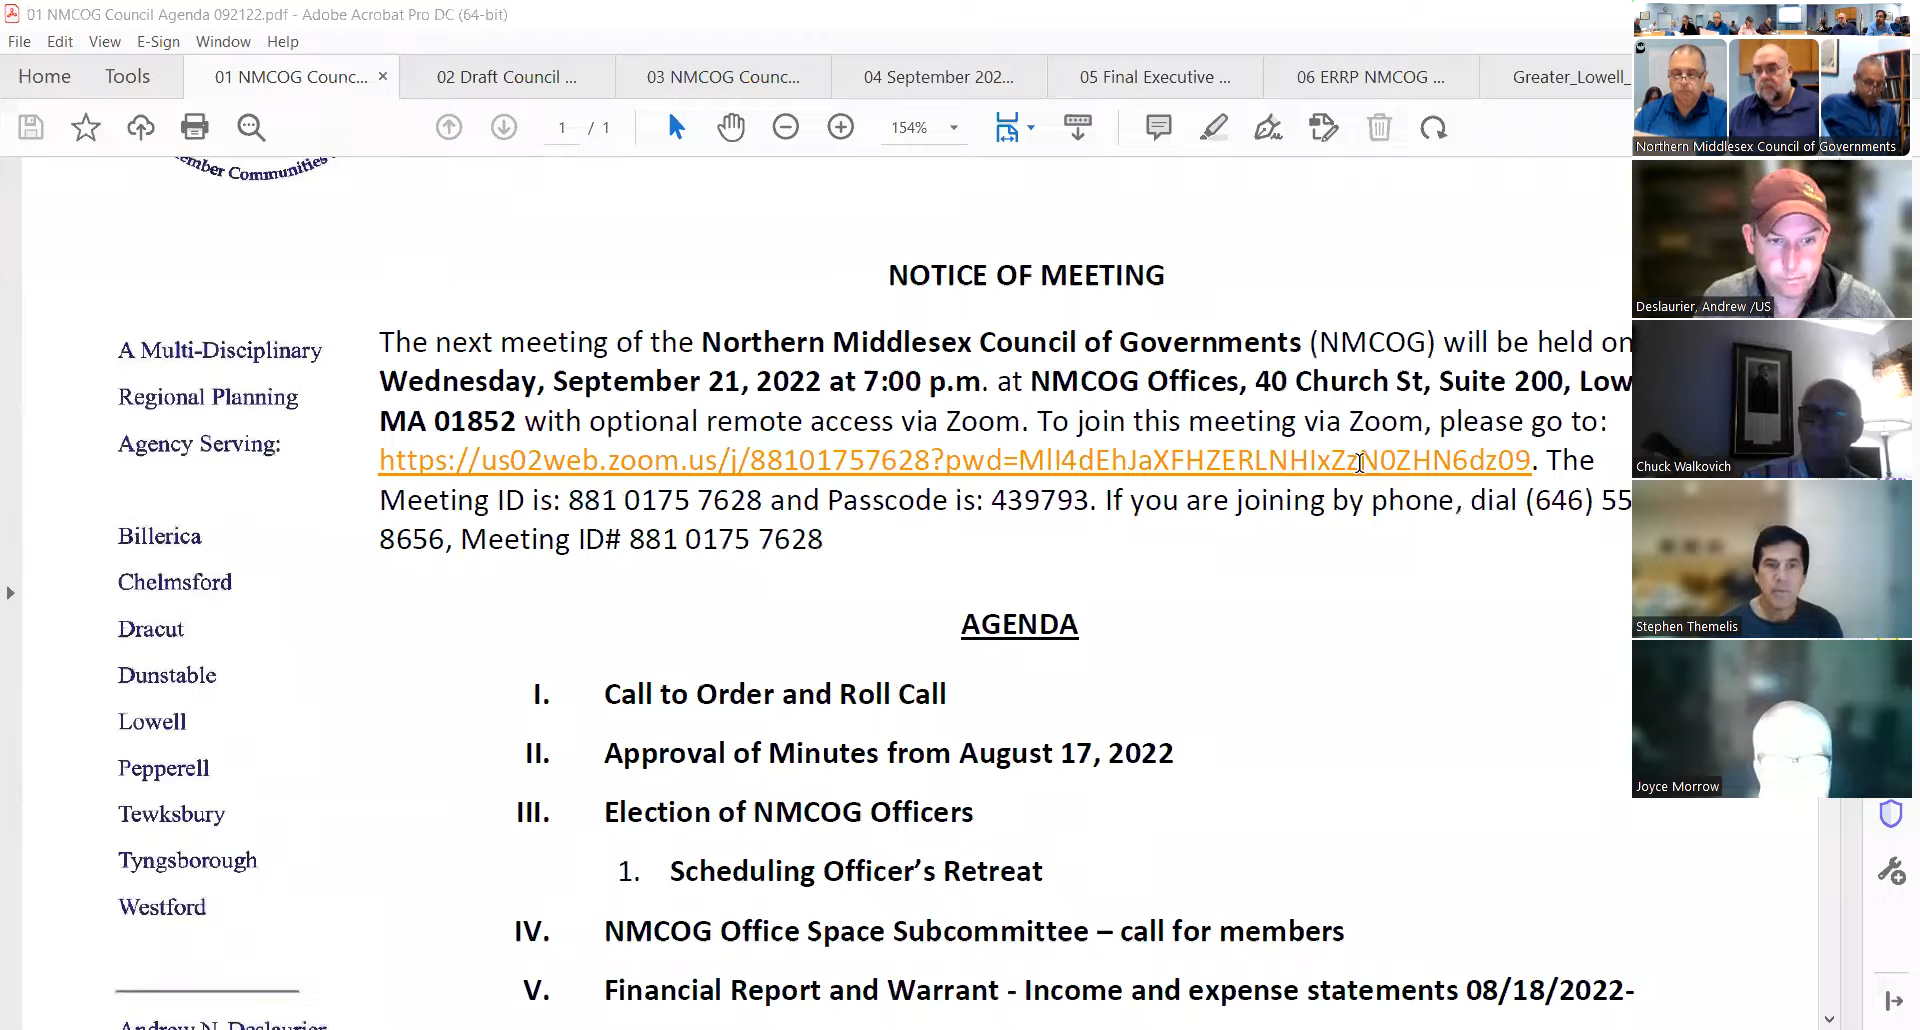 01 NMCOG Council Agenda 092122.pdf - Adobe Acrobat Pro DC (64-bit)
File Edit View E-Sign Window Help
Home Tools 01 NMCOG Counc... × 02 Draft Council ... 03 NMCOG Counc... 04 September 202... 05 Final Executive ... 06 ERRP NMCOG ... Greater_Lowell_
1 / 1 154%
Member Communities
NOTICE OF MEETING
The next meeting of the Northern Middlesex Council of Governments (NMCOG) will be held on
Wednesday, September 21, 2022 at 7:00 p.m. at NMCOG Offices, 40 Church St, Suite 200, Low
MA 01852 with optional remote access via Zoom. To join this meeting via Zoom, please go to:
https://us02web.zoom.us/j/88101757628?pwd=MlI4dEhJaXFHZERLNHIxZzN0ZHN6dz09. The
Meeting ID is: 881 0175 7628 and Passcode is: 439793. If you are joining by phone, dial (646) 55
8656, Meeting ID# 881 0175 7628
A Multi-Disciplinary
Regional Planning
Agency Serving:
Billerica
Chelmsford
Dracut
Dunstable
Lowell
Pepperell
Tewksbury
Tyngsborough
Westford
Andrew N. Deslaurier
AGENDA
I. Call to Order and Roll Call
II. Approval of Minutes from August 17, 2022
III. Election of NMCOG Officers
1. Scheduling Officer’s Retreat
IV. NMCOG Office Space Subcommittee – call for members
V. Financial Report and Warrant - Income and expense statements 08/18/2022-
Northern Middlesex Council of Governments
Deslaurier, Andrew /US
Chuck Walkovich
Stephen Themelis
Joyce Morrow